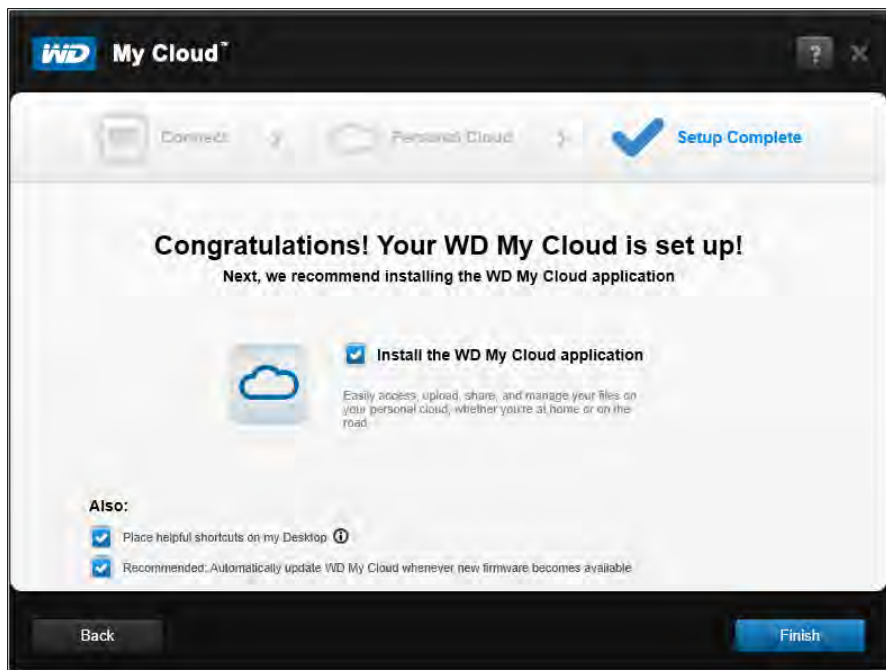 WD My Cloud™ ?
Connect Personal Cloud Setup Complete
Congratulations! Your WD My Cloud is set up!
Next, we recommend installing the WD My Cloud application
Install the WD My Cloud application
Easily access, upload, share, and manage your files on
your personal cloud, whether you're at home or on the
road
Also:
Place helpful shortcuts on my Desktop
Recommended: Automatically update WD My Cloud whenever new firmware becomes available
Back Finish